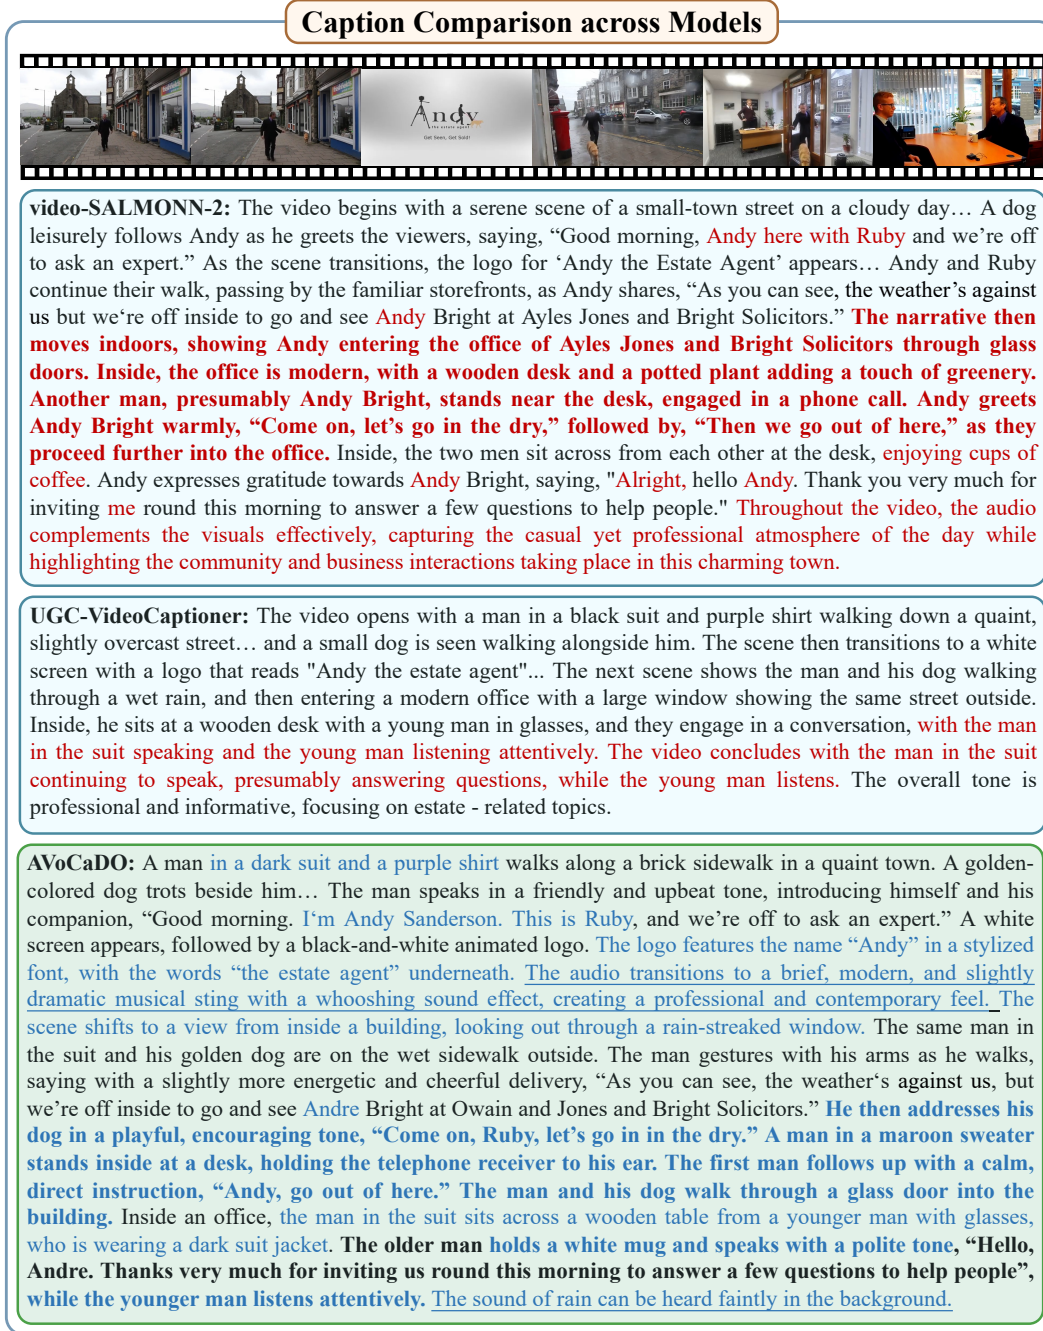 Caption Comparison across Models
Andy
the estate agent
Get Seen, Get Sold!
video-SALMONN-2: The video begins with a serene scene of a small-town street on a cloudy day… A dog
leisurely follows Andy as he greets the viewers, saying, “Good morning, Andy here with Ruby and we’re off
to ask an expert.” As the scene transitions, the logo for ‘Andy the Estate Agent’ appears… Andy and Ruby
continue their walk, passing by the familiar storefronts, as Andy shares, “As you can see, the weather’s against
us but we‘re off inside to go and see Andy Bright at Ayles Jones and Bright Solicitors.” The narrative then
moves indoors, showing Andy entering the office of Ayles Jones and Bright Solicitors through glass
doors. Inside, the office is modern, with a wooden desk and a potted plant adding a touch of greenery.
Another man, presumably Andy Bright, stands near the desk, engaged in a phone call. Andy greets
Andy Bright warmly, “Come on, let’s go in the dry,” followed by, “Then we go out of here,” as they
proceed further into the office. Inside, the two men sit across from each other at the desk, enjoying cups of
coffee. Andy expresses gratitude towards Andy Bright, saying, "Alright, hello Andy. Thank you very much for
inviting me round this morning to answer a few questions to help people." Throughout the video, the audio
complements the visuals effectively, capturing the casual yet professional atmosphere of the day while
highlighting the community and business interactions taking place in this charming town.
UGC-VideoCaptioner: The video opens with a man in a black suit and purple shirt walking down a quaint,
slightly overcast street… and a small dog is seen walking alongside him. The scene then transitions to a white
screen with a logo that reads "Andy the estate agent"... The next scene shows the man and his dog walking
through a wet rain, and then entering a modern office with a large window showing the same street outside.
Inside, he sits at a wooden desk with a young man in glasses, and they engage in a conversation, with the man
in the suit speaking and the young man listening attentively. The video concludes with the man in the suit
continuing to speak, presumably answering questions, while the young man listens. The overall tone is
professional and informative, focusing on estate - related topics.
AVoCaDO: A man in a dark suit and a purple shirt walks along a brick sidewalk in a quaint town. A golden-
colored dog trots beside him… The man speaks in a friendly and upbeat tone, introducing himself and his
companion, “Good morning. I‘m Andy Sanderson. This is Ruby, and we’re off to ask an expert.” A white
screen appears, followed by a black-and-white animated logo. The logo features the name “Andy” in a stylized
font, with the words “the estate agent” underneath. The audio transitions to a brief, modern, and slightly
dramatic musical sting with a whooshing sound effect, creating a professional and contemporary feel. The
scene shifts to a view from inside a building, looking out through a rain-streaked window. The same man in
the suit and his golden dog are on the wet sidewalk outside. The man gestures with his arms as he walks,
saying with a slightly more energetic and cheerful delivery, “As you can see, the weather‘s against us, but
we’re off inside to go and see Andre Bright at Owain and Jones and Bright Solicitors.” He then addresses his
dog in a playful, encouraging tone, “Come on, Ruby, let’s go in in the dry.” A man in a maroon sweater
stands inside at a desk, holding the telephone receiver to his ear. The first man follows up with a calm,
direct instruction, “Andy, go out of here.” The man and his dog walk through a glass door into the
building. Inside an office, the man in the suit sits across a wooden table from a younger man with glasses,
who is wearing a dark suit jacket. The older man holds a white mug and speaks with a polite tone, “Hello,
Andre. Thanks very much for inviting us round this morning to answer a few questions to help people”,
while the younger man listens attentively. The sound of rain can be heard faintly in the background.